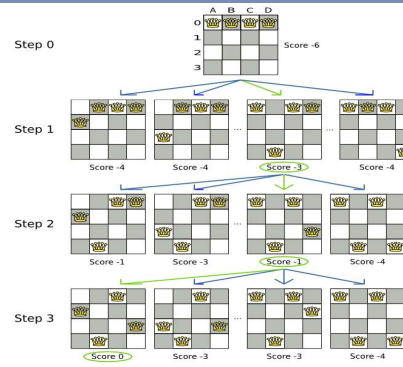 A B C D
0
1
2
3
Step 0
Score -6
Step 1
... ...
Score -4 Score -4 Score -3 Score -4
Step 2
...
Score -1 Score -3 Score -1 Score -4
Step 3
... ...
Score 0 Score -3 Score -3 Score -4